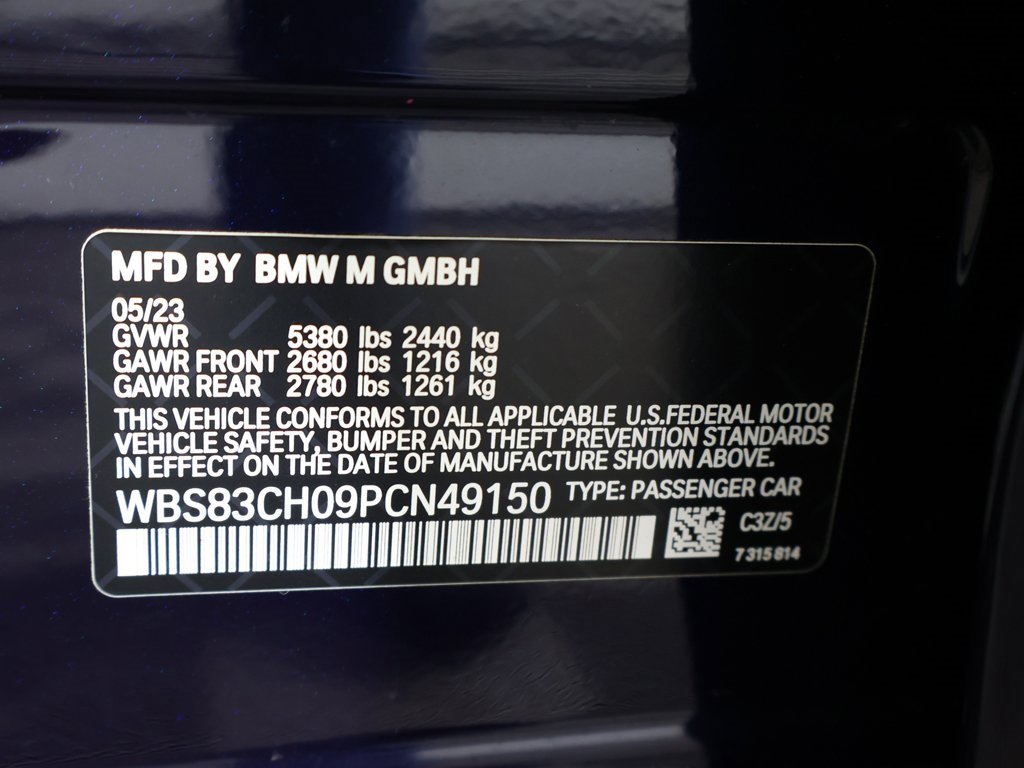 MFD BY BMW M GMBH
05/23
GVWR 5380 lbs 2440 kg
GAWR FRONT 2680 lbs 1216 kg
GAWR REAR 2780 lbs 1261 kg
THIS VEHICLE CONFORMS TO ALL APPLICABLE U.S.FEDERAL MOTOR
VEHICLE SAFETY, BUMPER AND THEFT PREVENTION STANDARDS
IN EFFECT ON THE DATE OF MANUFACTURE SHOWN ABOVE.
WBS83CH09PCN49150 TYPE: PASSENGER CAR
C3Z/5
7315814